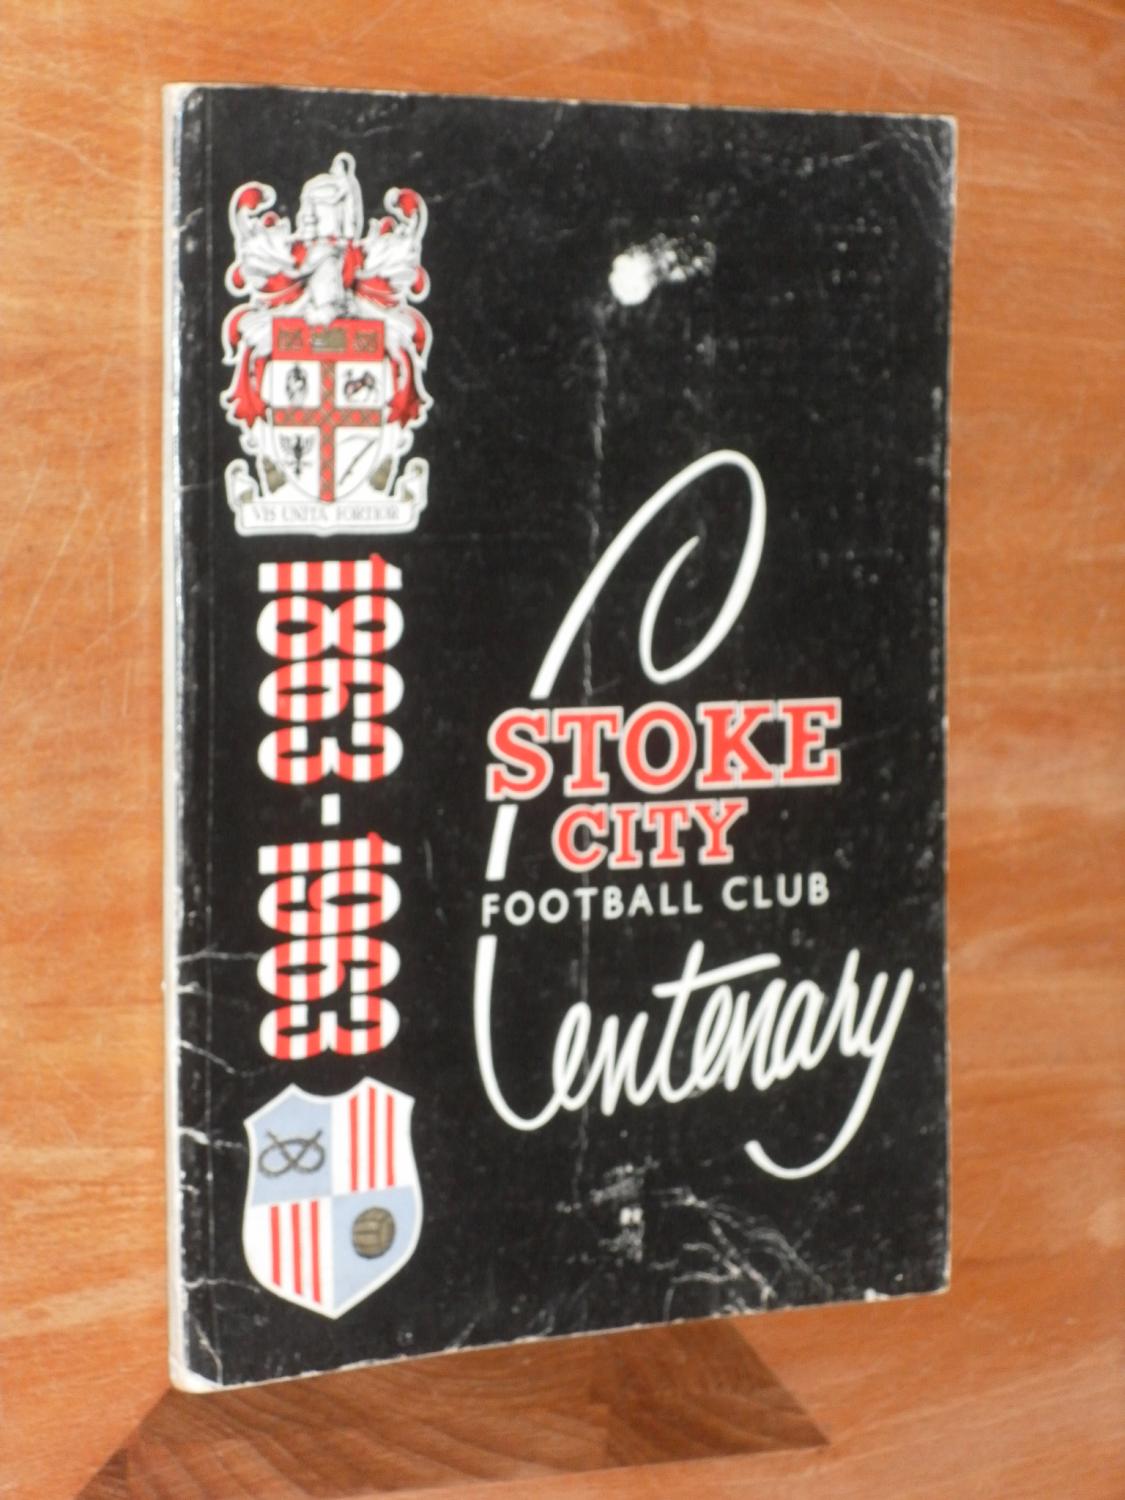 VIS UNITA FORTIOR
1863-1963
STOKE
CITY
FOOTBALL CLUB
Centenary